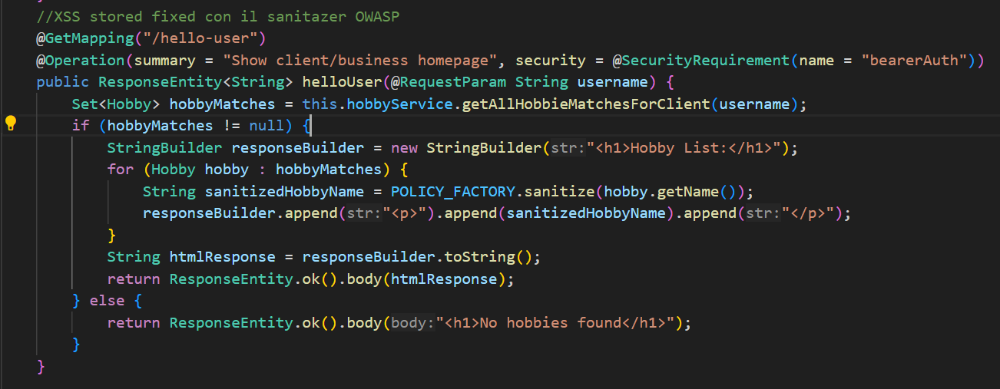 //XSS stored fixed con il sanitazer OWASP
@GetMapping("/hello-user")
@Operation(summary = "Show client/business homepage", security = @SecurityRequirement(name = "bearerAuth"))
public ResponseEntity<String> helloUser(@RequestParam String username) {
    Set<Hobby> hobbyMatches = this.hobbyService.getAllHobbieMatchesForClient(username);
    if (hobbyMatches != null) {
        StringBuilder responseBuilder = new StringBuilder(str:"<h1>Hobby List:</h1>");
        for (Hobby hobby : hobbyMatches) {
            String sanitizedHobbyName = POLICY_FACTORY.sanitize(hobby.getName());
            responseBuilder.append(str:"<p>").append(sanitizedHobbyName).append(str:"</p>");
        }
        String htmlResponse = responseBuilder.toString();
        return ResponseEntity.ok().body(htmlResponse);
    } else {
        return ResponseEntity.ok().body(body:"<h1>No hobbies found</h1>");
    }
}